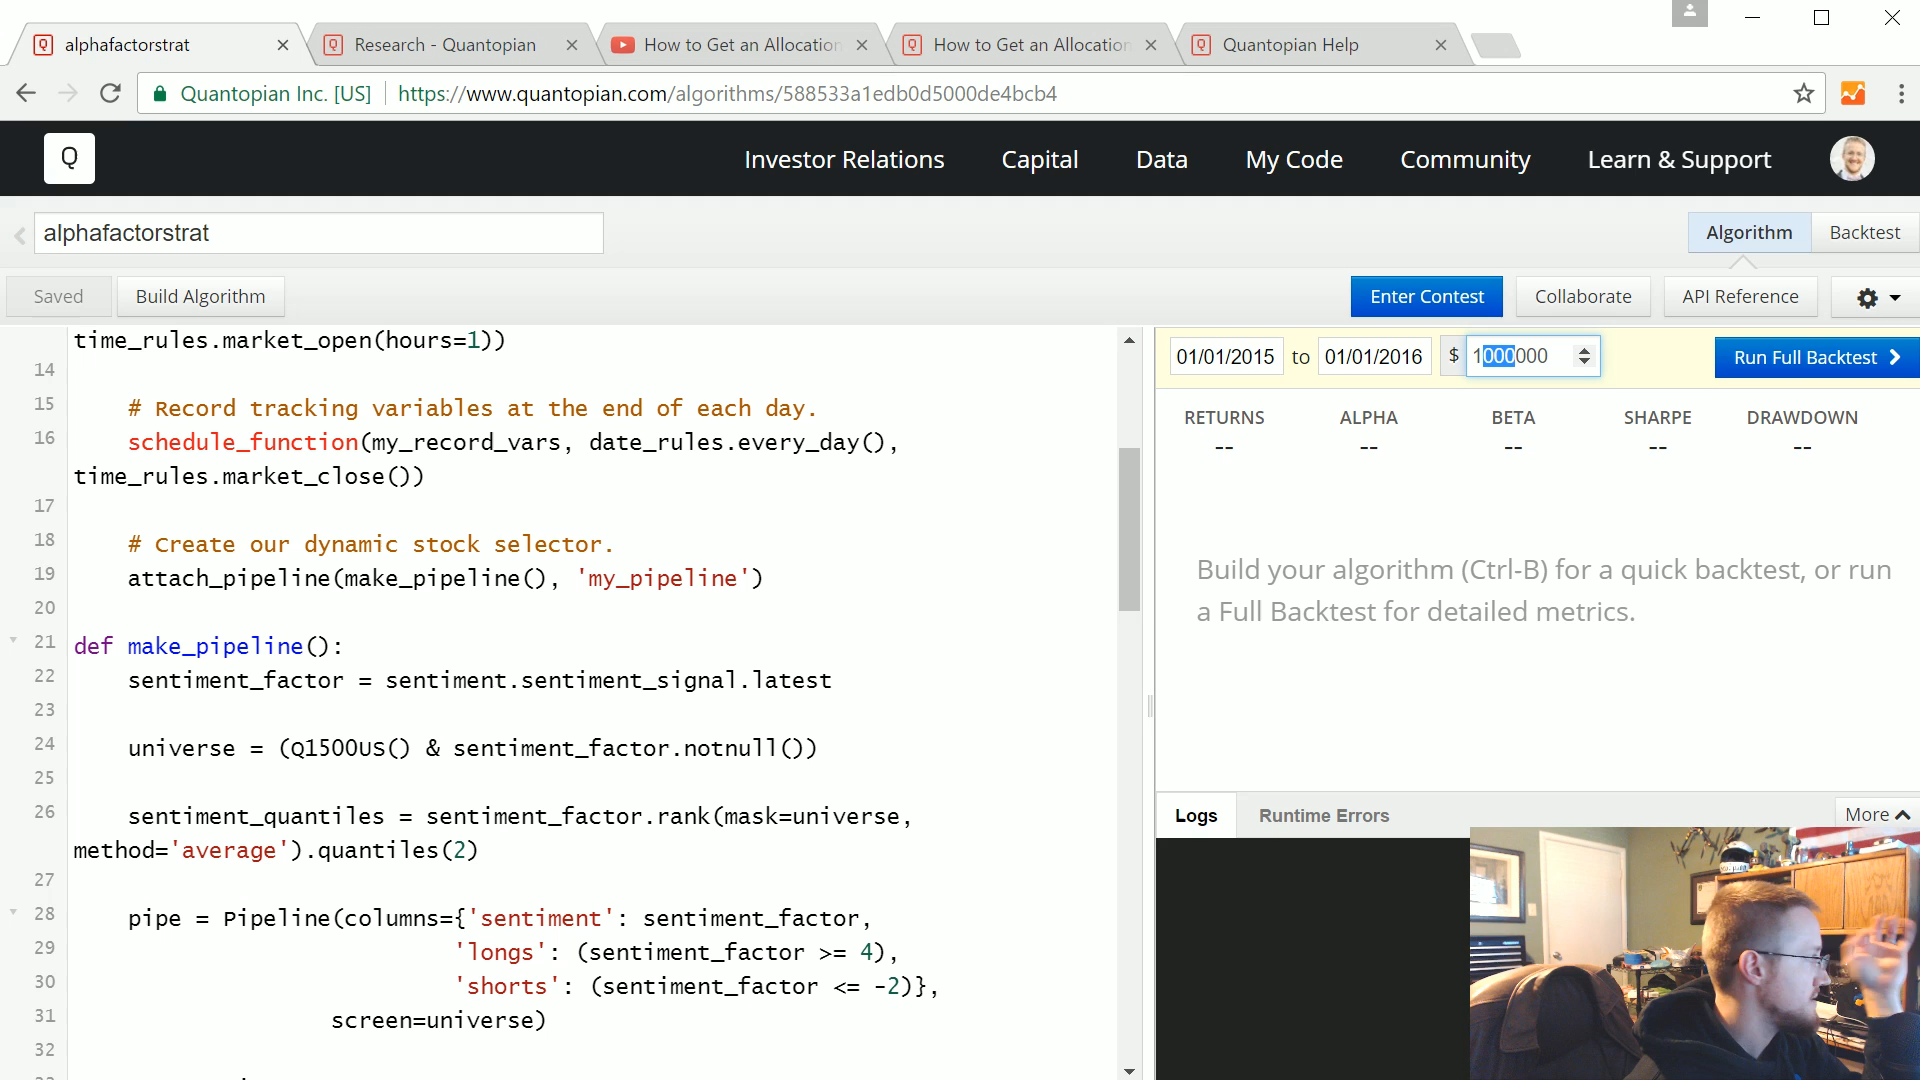 alphafactorstrat
Research - Quantopian
How to Get an Allocation
How to Get an Allocation
Quantopian Help
Quantopian Inc. [US]
https://www.quantopian.com/algorithms/588533a1edb0d5000de4bcb4
Q
Investor Relations
Capital
Data
My Code
Community
Learn & Support
alphafactorstrat
Algorithm
Backtest
Saved
Build Algorithm
Enter Contest
Collaborate
API Reference
time_rules.market_open(hours=1))
14
15 # Record tracking variables at the end of each day.
16 schedule_function(my_record_vars, date_rules.every_day(),
time_rules.market_close())
17
18 # Create our dynamic stock selector.
19 attach_pipeline(make_pipeline(), 'my_pipeline')
20
21 def make_pipeline():
22 sentiment_factor = sentiment.sentiment_signal.latest
23
24 universe = (Q1500US() & sentiment_factor.notnull())
25
26 sentiment_quantiles = sentiment_factor.rank(mask=universe,
method='average').quantiles(2)
27
28 pipe = Pipeline(columns={'sentiment': sentiment_factor,
29 'longs': (sentiment_factor >= 4),
30 'shorts': (sentiment_factor <= -2)},
31 screen=universe)
32
01/01/2015 to 01/01/2016 $ 1000000
Run Full Backtest
RETURNS ALPHA BETA SHARPE DRAWDOWN
-- -- -- -- --
Build your algorithm (Ctrl-B) for a quick backtest, or run
a Full Backtest for detailed metrics.
Logs
Runtime Errors
More